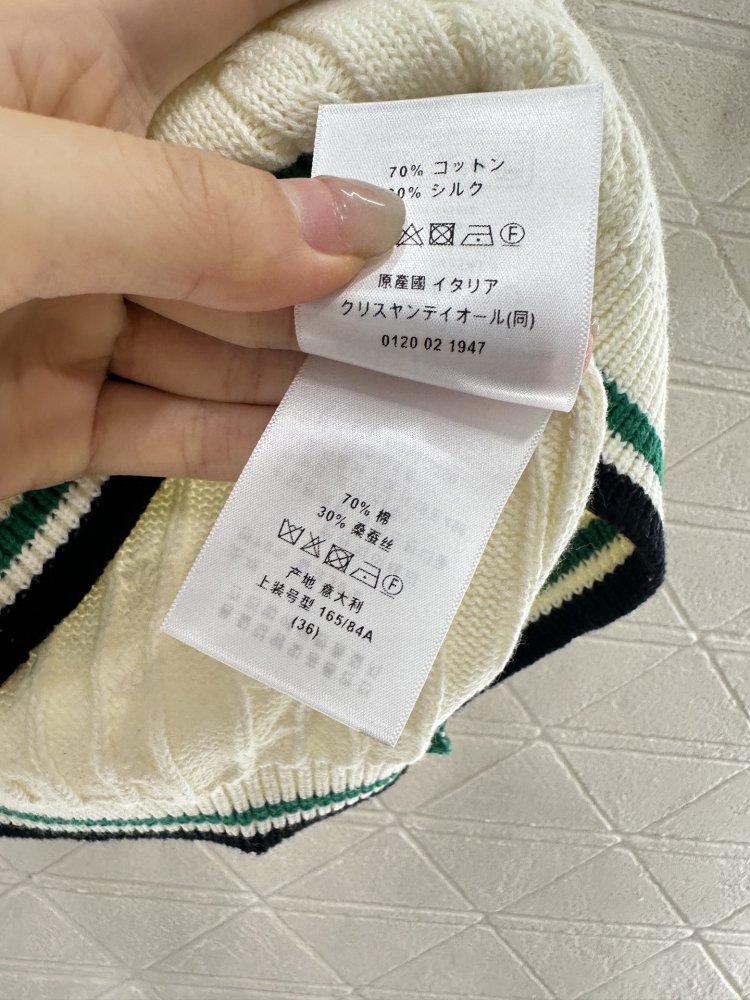 70% コットン
シルク
原產國 イタリア
クリスヤンテイオール(同)
0120 02 1947
70% 棉
30% 桑蚕丝
产地 意大利
上装号型 165/84A
(36)